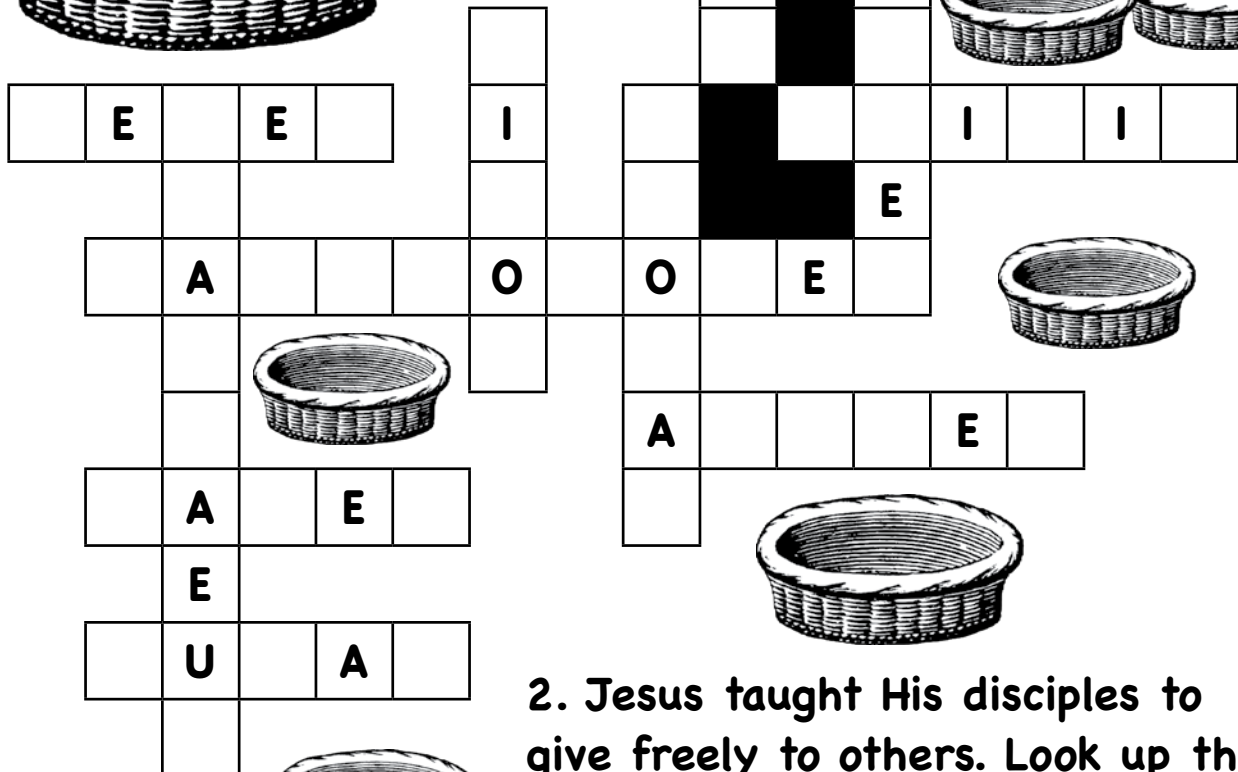 E E I I I
E
A O O E
A E
A E
E
U A
2. Jesus taught His disciples to
give freely to others. Look up th